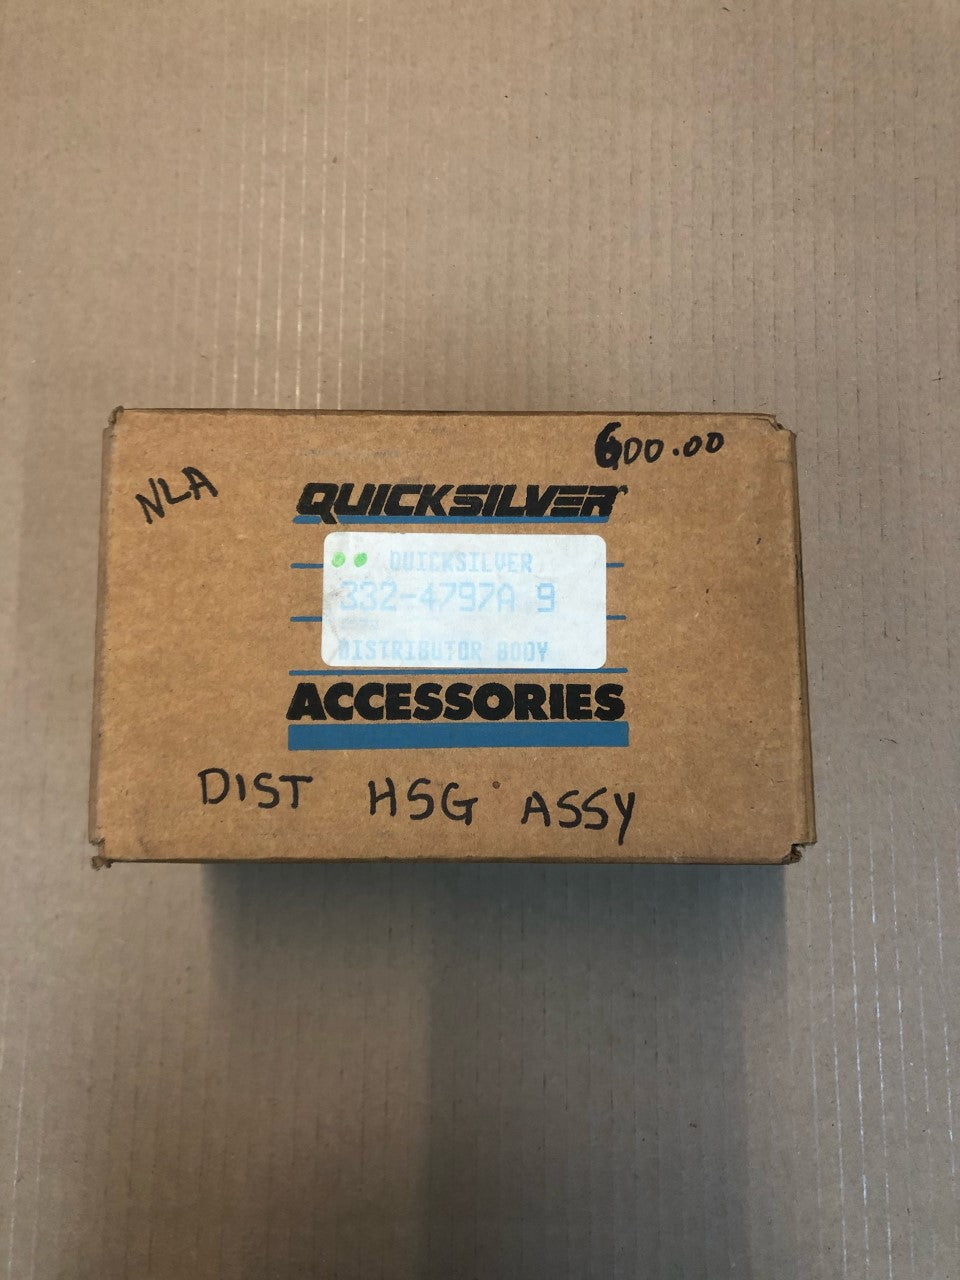 NLA
600.00
QUICKSILVER
QUICKSILVER
332-4797A 9
DISTRIBUTOR BODY
ACCESSORIES
DIST HSG ASSY